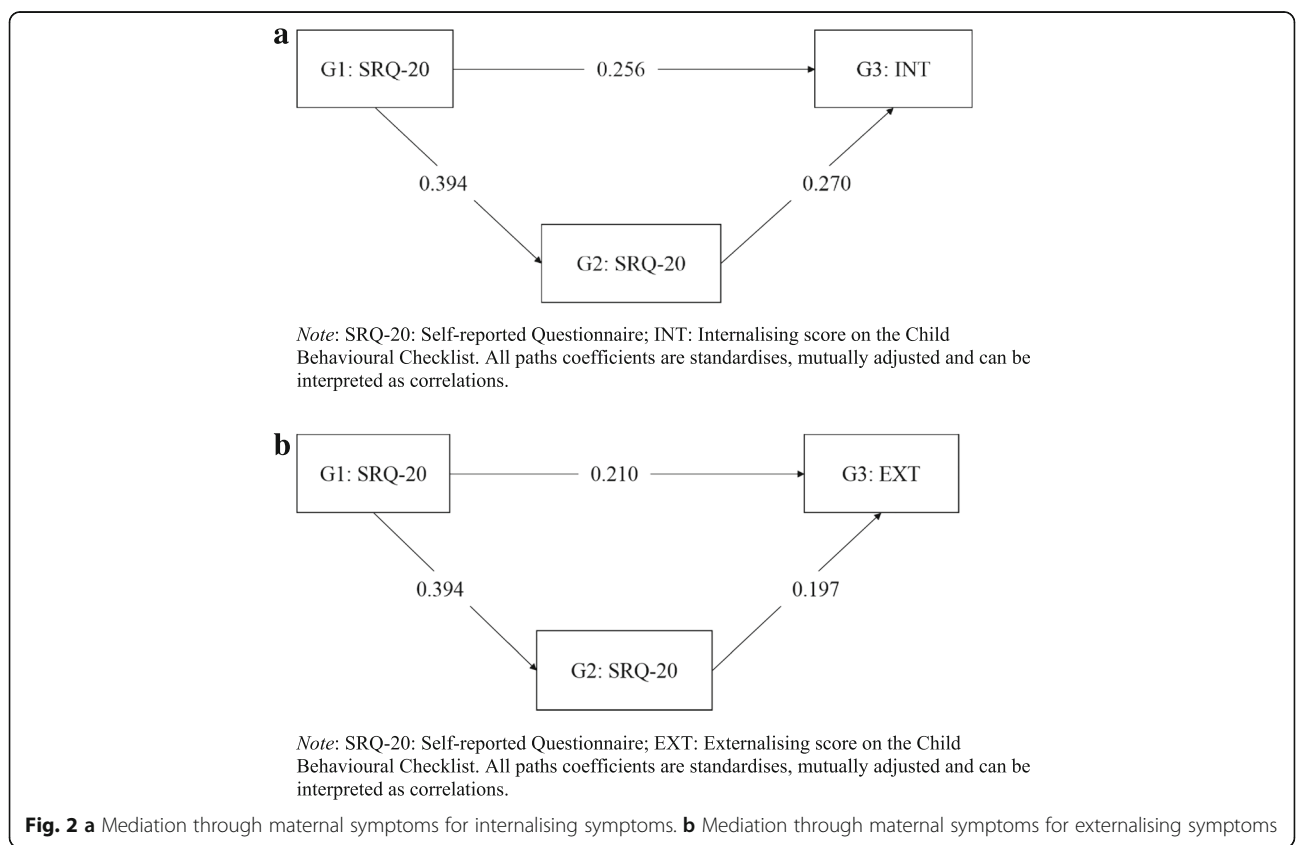 a
G1: SRQ-20
0.256
G3: INT
0.394
0.270
G2: SRQ-20
Note: SRQ-20: Self-reported Questionnaire; INT: Internalising score on the Child
Behavioural Checklist. All paths coefficients are standardises, mutually adjusted and can be
interpreted as correlations.
b
G1: SRQ-20
0.210
G3: EXT
0.394
0.197
G2: SRQ-20
Note: SRQ-20: Self-reported Questionnaire; EXT: Externalising score on the Child
Behavioural Checklist. All paths coefficients are standardises, mutually adjusted and can be
interpreted as correlations.
Fig. 2 a Mediation through maternal symptoms for internalising symptoms. b Mediation through maternal symptoms for externalising symptoms